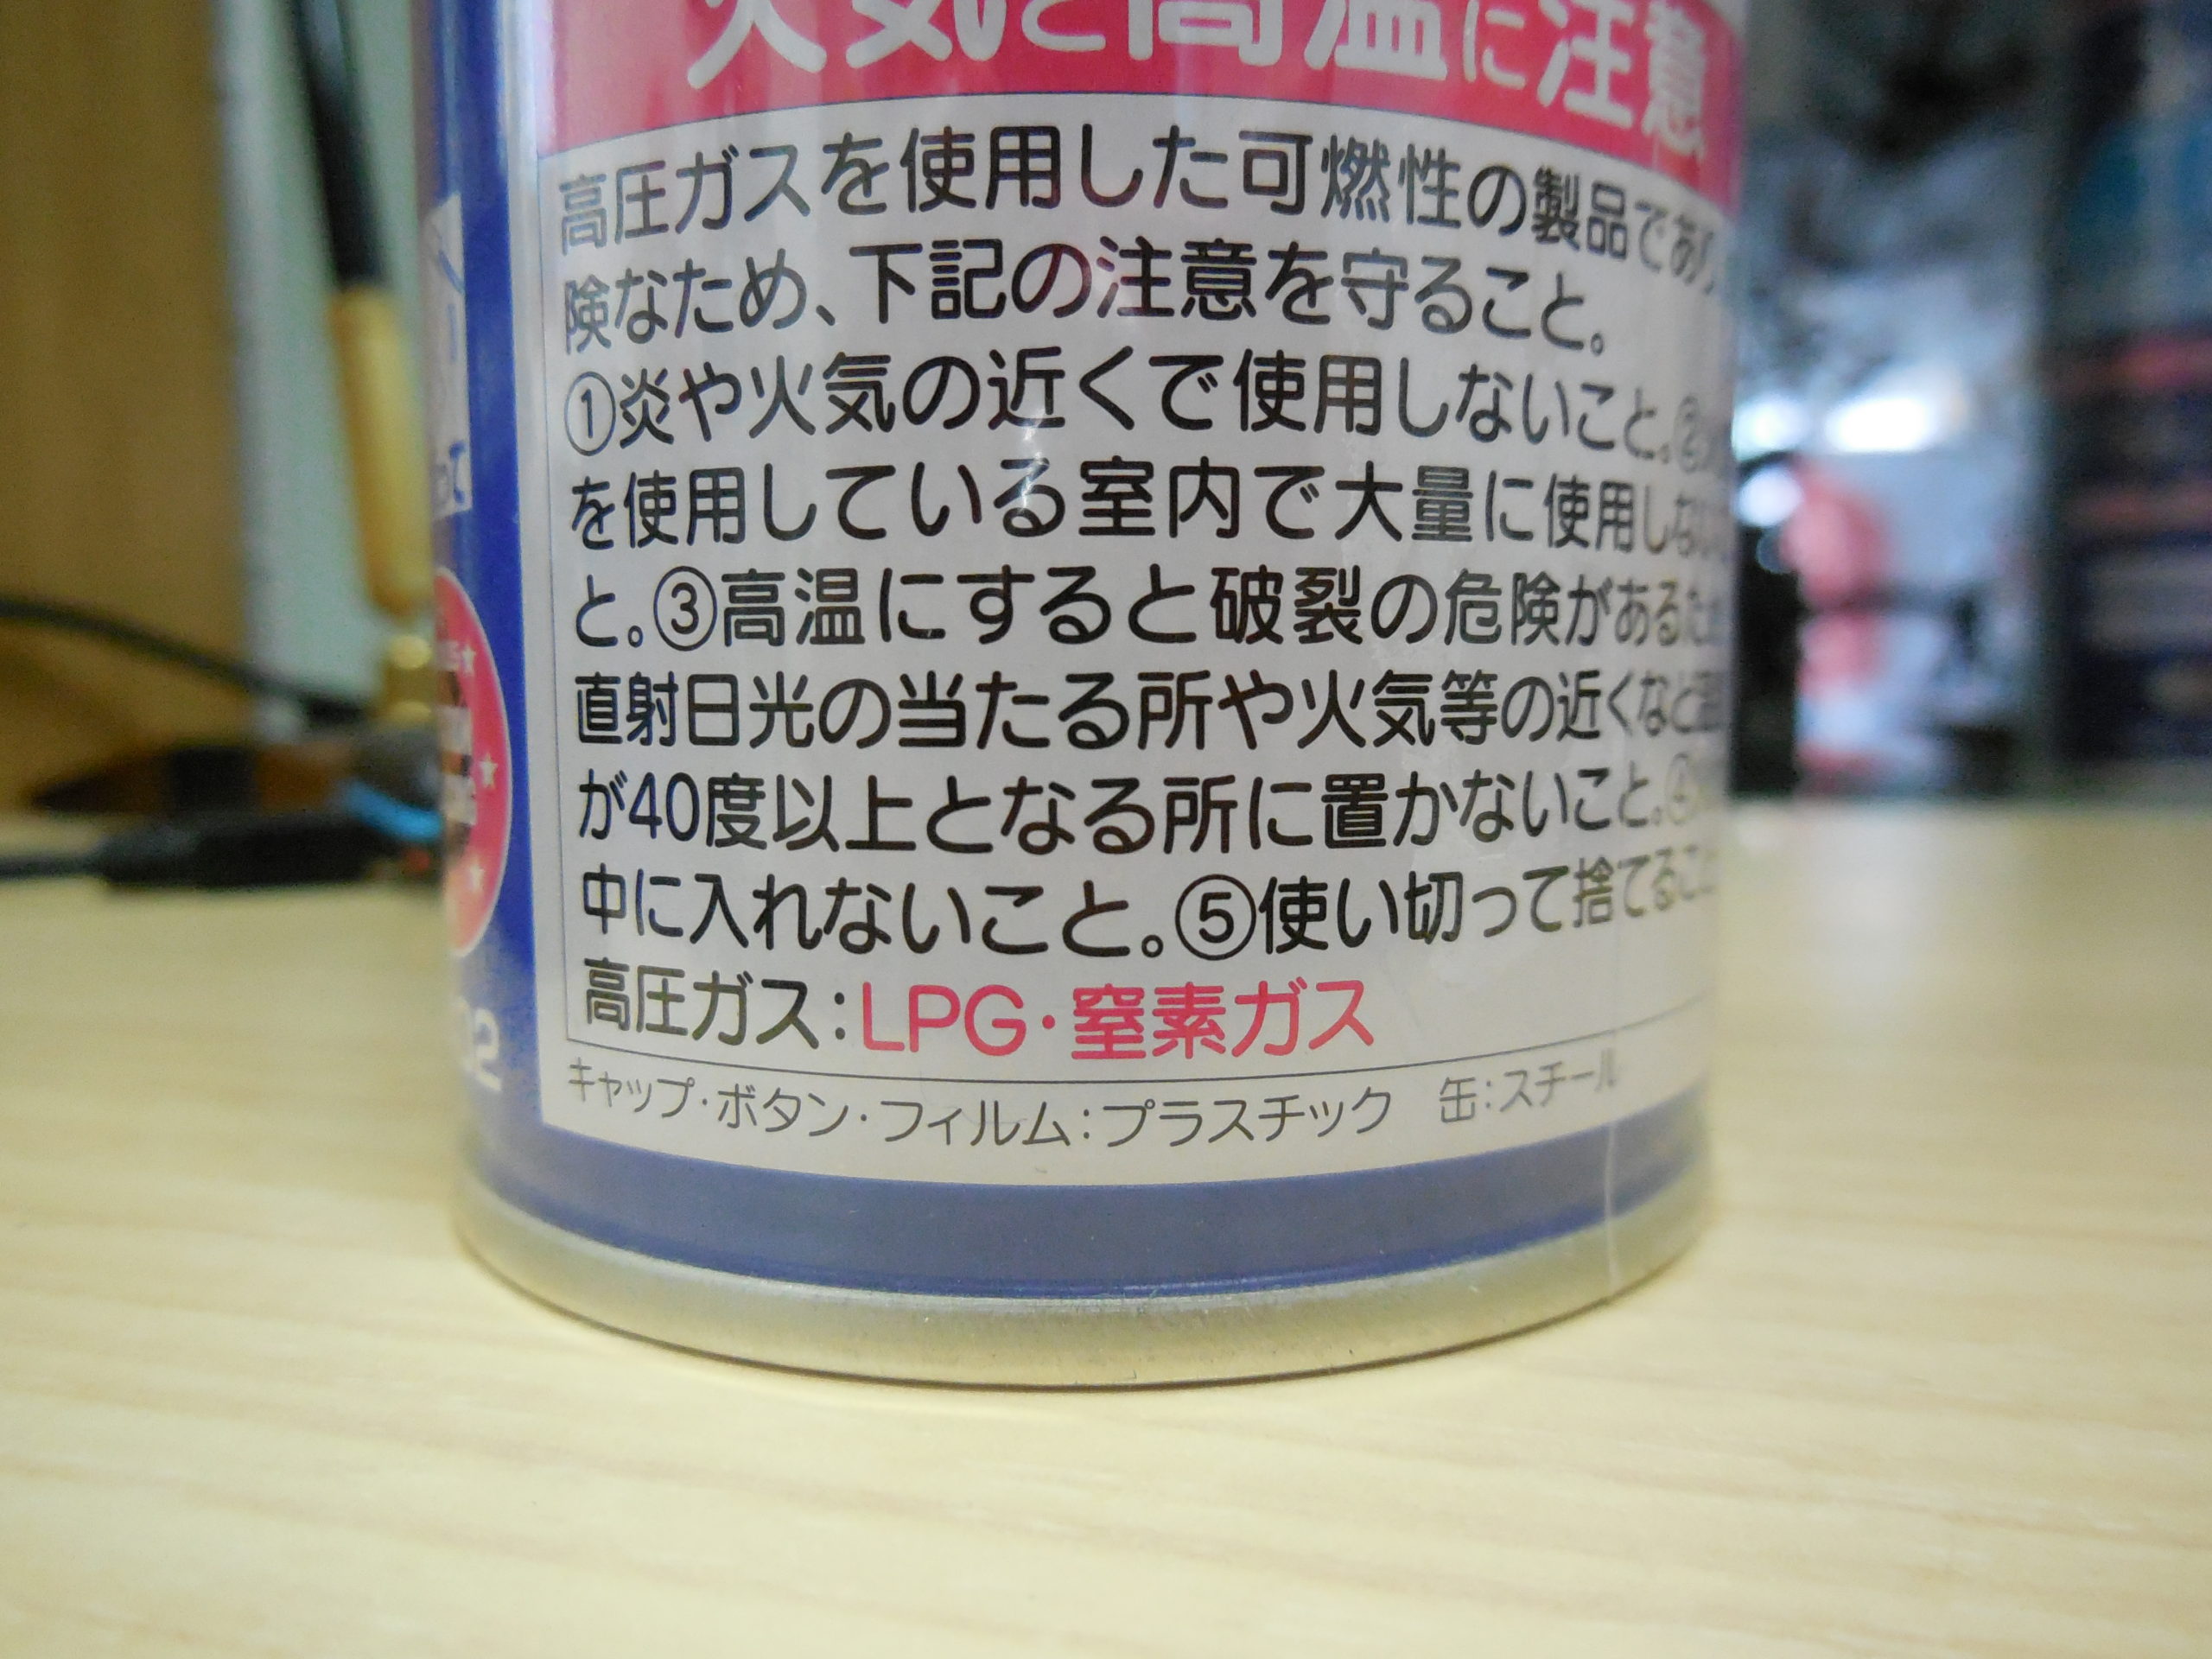 火気と高温に注意
高圧ガスを使用した可燃性の製品であり
険なため、下記の注意を守ること。
①炎や火気の近くで使用しないこと。②
を使用している室内で大量に使用しない
と。③高温にすると破裂の危険があるため
直射日光の当たる所や火気等の近くなど温
が40度以上となる所に置かないこと。④
中に入れないこと。⑤使い切って捨てること
高圧ガス:LPG・窒素ガス
キャップ・ボタン・フィルム:プラスチック 缶:スチール